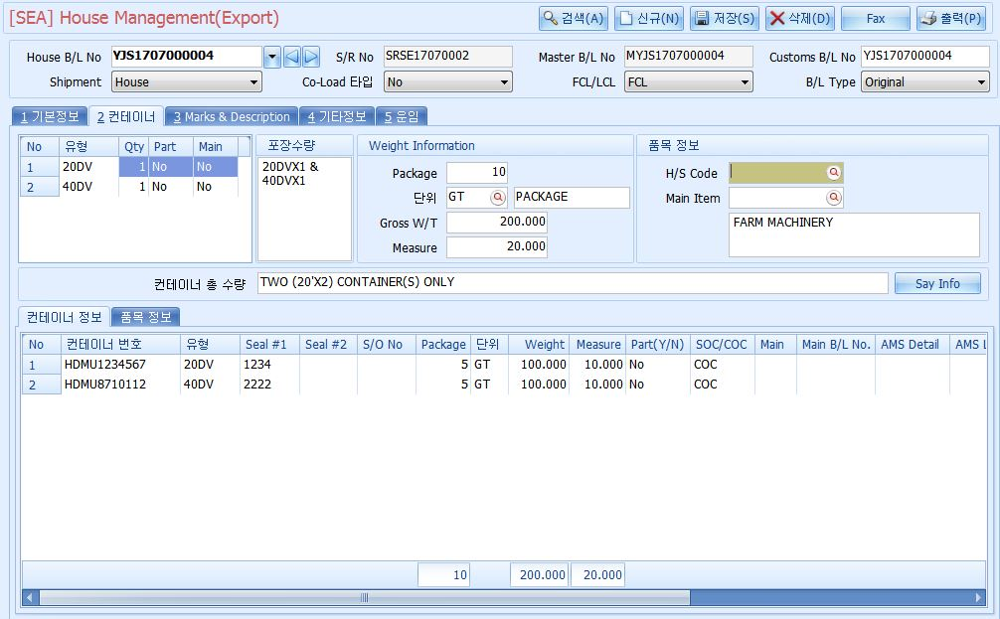 [SEA] House Management(Export)
검색(A) 신규(N) 저장(S) 삭제(D) Fax 출력(P)
House B/L No YJS1707000004 S/R No SRSE17070002 Master B/L No MYJS1707000004 Customs B/L No YJS1707000004
Shipment House Co-Load 타입 No FCL/LCL FCL B/L Type Original
1 기본정보 2 컨테이너 3 Marks & Description 4 기타정보 5 운임
No 유형 Qty Part Main
1 20DV 1 No No
2 40DV 1 No No
포장수량
20DVX1 &
40DVX1
Weight Information
Package 10
단위 GT PACKAGE
Gross W/T 200.000
Measure 20.000
품목 정보
H/S Code
Main Item
FARM MACHINERY
컨테이너 총 수량 TWO (20'X2) CONTAINER(S) ONLY Say Info
컨테이너 정보 품목 정보
No 컨테이너 번호 유형 Seal #1 Seal #2 S/O No Package 단위 Weight Measure Part(Y/N) SOC/COC Main Main B/L No. AMS Detail AMS L
1 HDMU1234567 20DV 1234 5 GT 100.000 10.000 No COC
2 HDMU8710112 40DV 2222 5 GT 100.000 10.000 No COC
10 200.000 20.000